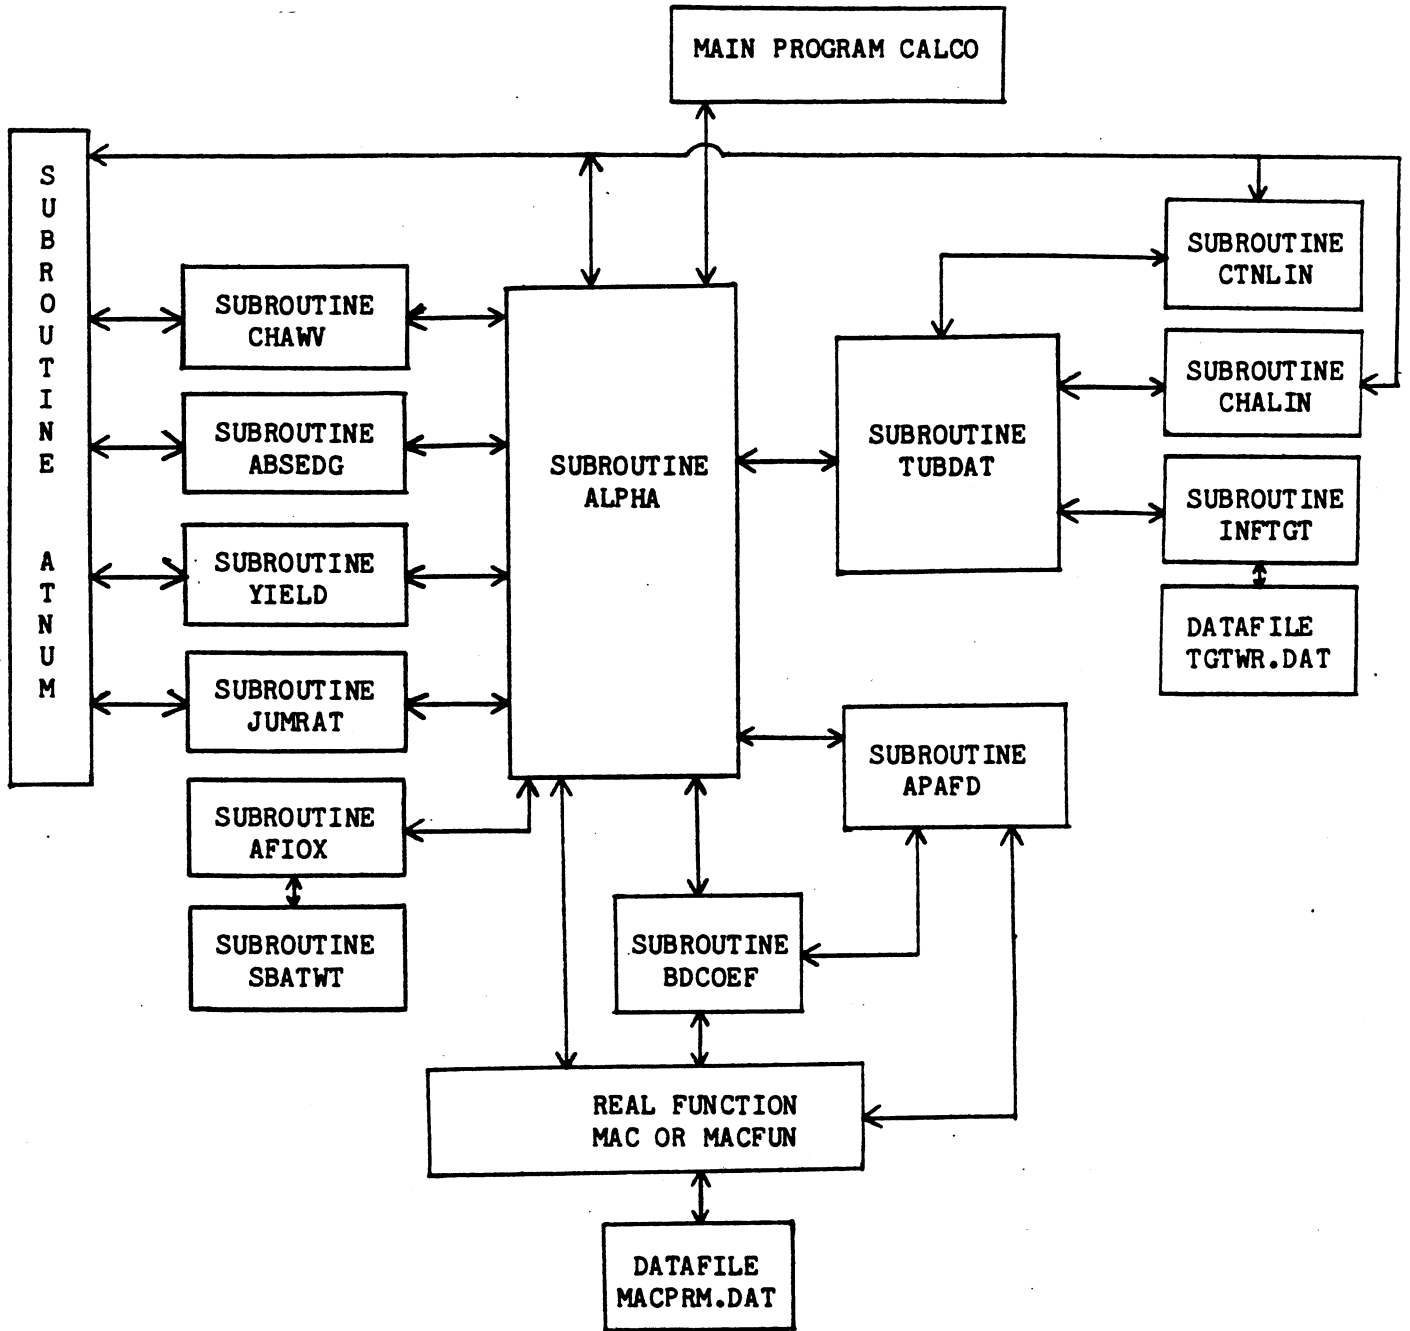 MAIN PROGRAM CALCO
SUBROUTINE ATNUM
SUBROUTINE
CHAWV
SUBROUTINE
ABSEDG
SUBROUTINE
YIELD
SUBROUTINE
JUMRAT
SUBROUTINE
AFIOX
SUBROUTINE
SBATWT
SUBROUTINE
ALPHA
SUBROUTINE
TUBDAT
SUBROUTINE
CTNLIN
SUBROUTINE
CHALIN
SUBROUTINE
INFTGT
DATAFILE
TGTWR.DAT
SUBROUTINE
APAFD
SUBROUTINE
BDCOEF
REAL FUNCTION
MAC OR MACFUN
DATAFILE
MACPRM.DAT